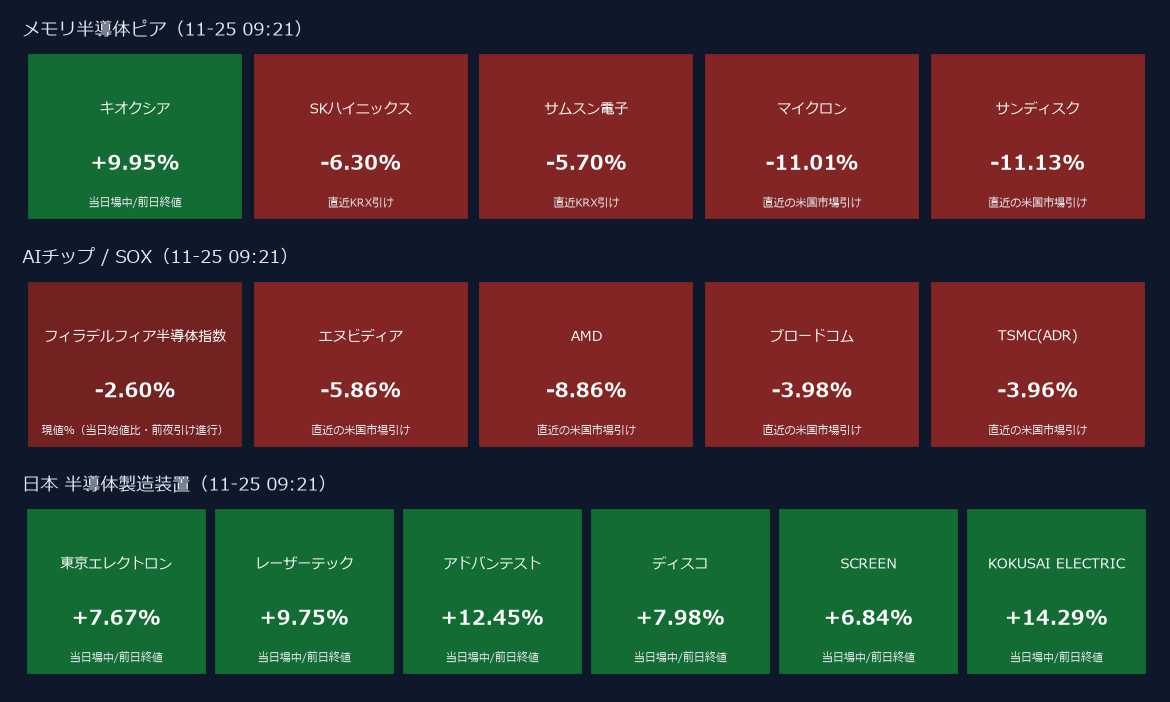 メモリ半導体ピア（11-25 09:21）
キオクシア
+9.95%
当日場中/前日終値
SKハイニックス
-6.30%
直近KRX引け
サムスン電子
-5.70%
直近KRX引け
マイクロン
-11.01%
直近の米国市場引け
サンディスク
-11.13%
直近の米国市場引け
AIチップ / SOX（11-25 09:21）
フィラデルフィア半導体指数
-2.60%
現値%（当日始値比・前夜引け進行）
エヌビディア
-5.86%
直近の米国市場引け
AMD
-8.86%
直近の米国市場引け
ブロードコム
-3.98%
直近の米国市場引け
TSMC(ADR)
-3.96%
直近の米国市場引け
日本 半導体製造装置（11-25 09:21）
東京エレクトロン
+7.67%
当日場中/前日終値
レーザーテック
+9.75%
当日場中/前日終値
アドバンテスト
+12.45%
当日場中/前日終値
ディスコ
+7.98%
当日場中/前日終値
SCREEN
+6.84%
当日場中/前日終値
KOKUSAI ELECTRIC
+14.29%
当日場中/前日終値